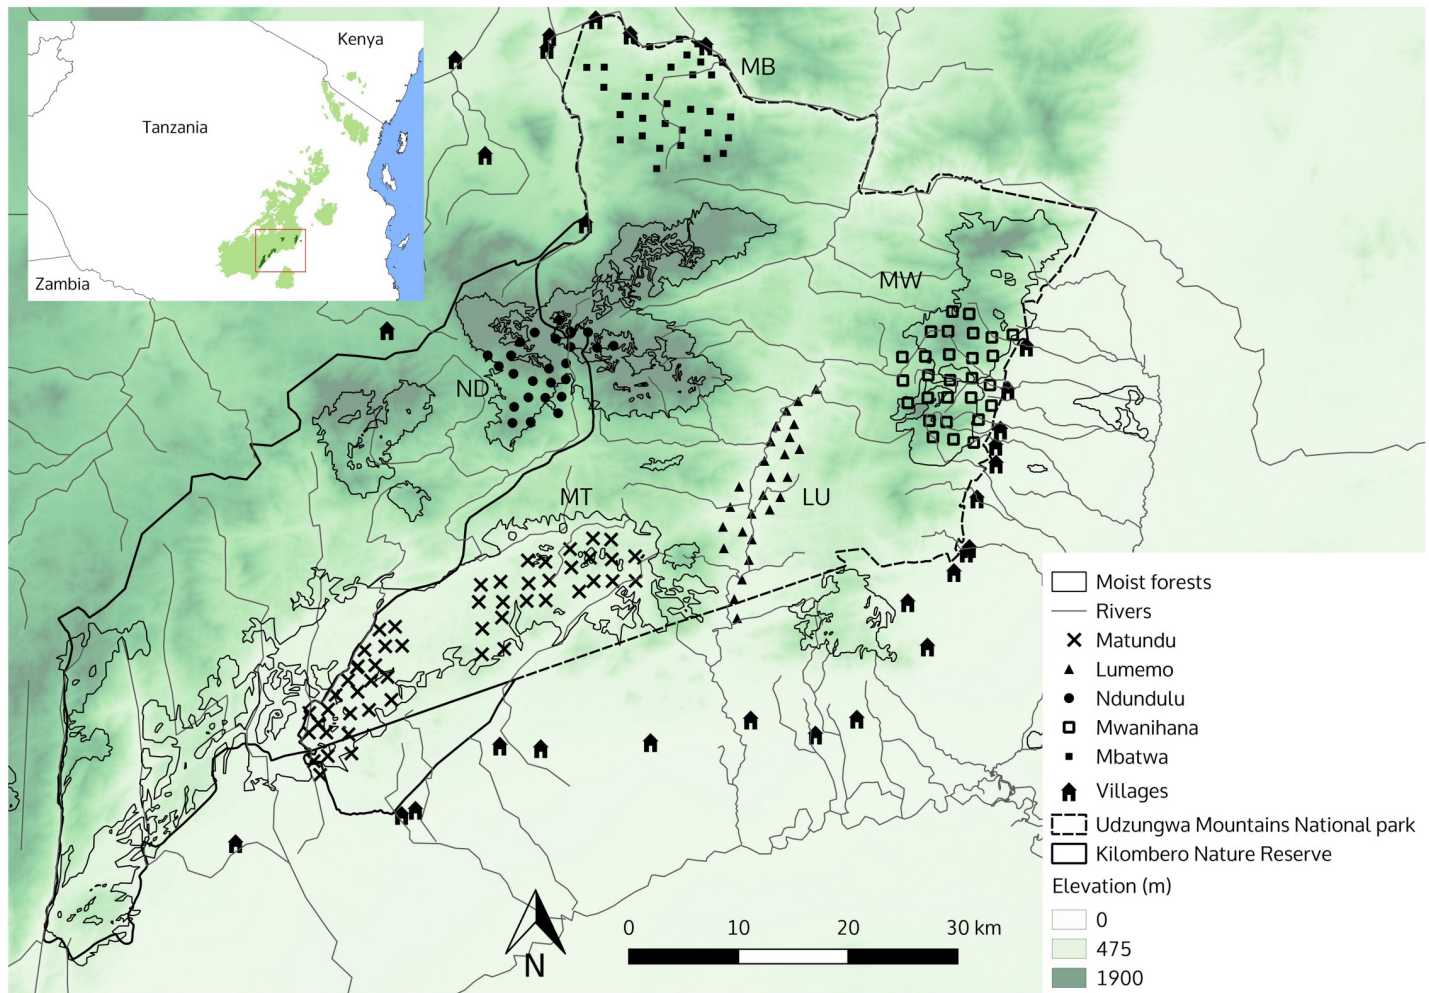 Kenya
Tanzania
Zambia
MB
MW
ND
MT
LU
Moist forests
Rivers
Matundu
Lumemo
Ndundulu
Mwanihana
Mbatwa
Villages
Udzungwa Mountains National park
Kilombero Nature Reserve
Elevation (m)
0
475
1900
0 10 20 30 km
N